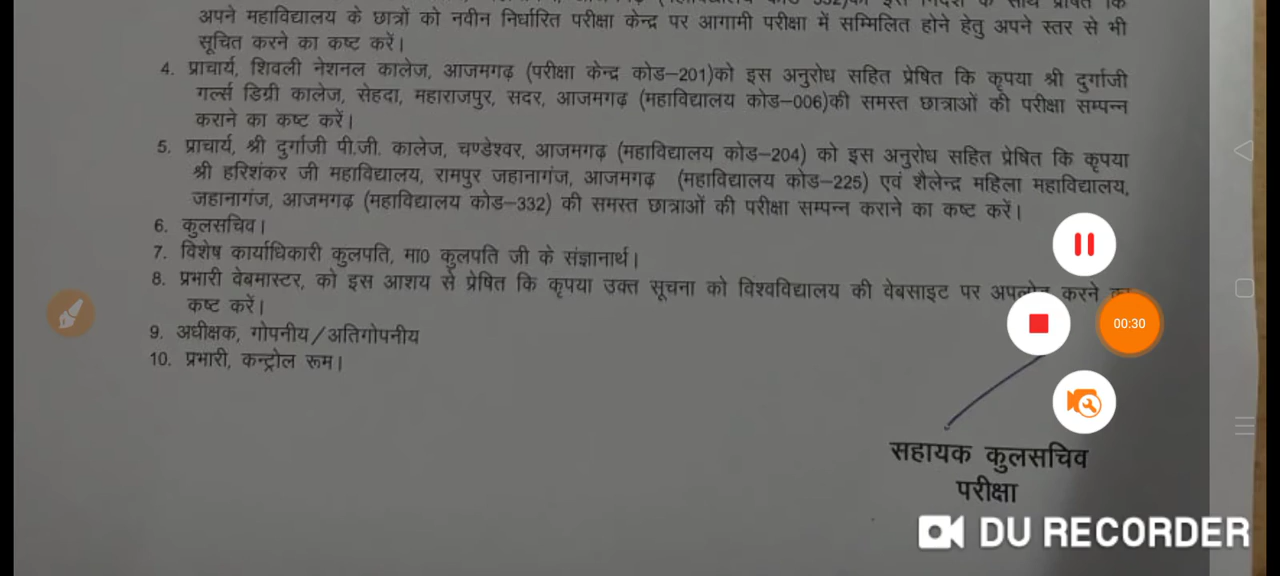 अपने महाविद्यालय के छात्रों को नवीन निर्धारित परीक्षा केन्द्र पर आगामी परीक्षा में सम्मिलित होने हेतु अपने स्तर से भी
सूचित करने का कष्ट करें।
4. प्राचार्य, शिवली नेशनल कालेज, आजमगढ़ (परीक्षा केन्द्र कोड-201)को इस अनुरोध सहित प्रेषित कि कृपया श्री दुर्गाजी
गर्ल्स डिग्री कालेज, सेहदा, महाराजपुर, सदर, आजमगढ़ (महाविद्यालय कोड-006)की समस्त छात्राओं की परीक्षा सम्पन्न
कराने का कष्ट करें।
5. प्राचार्य, श्री दुर्गाजी पी.जी. कालेज, चण्डेश्वर, आजमगढ़ (महाविद्यालय कोड-204) को इस अनुरोध सहित प्रेषित कि कृपया
श्री हरिशंकर जी महाविद्यालय, रामपुर जहानागंज, आजमगढ़ (महाविद्यालय कोड-225) एवं शैलेन्द्र महिला महाविद्यालय,
जहानागंज, आजमगढ़ (महाविद्यालय कोड-332) की समस्त छात्राओं की परीक्षा सम्पन्न कराने का कष्ट करें।
6. कुलसचिव।
7. विशेष कार्याधिकारी कुलपति, मा0 कुलपति जी के संज्ञानार्थ।
8. प्रभारी वेबमास्टर, को इस आशय से प्रेषित कि कृपया उक्त सूचना को विश्वविद्यालय की वेबसाइट पर अपलोड करने का
कष्ट करें।
00:30
9. अधीक्षक, गोपनीय/अतिगोपनीय
10. प्रभारी, कन्ट्रोल रूम।
सहायक कुलसचिव
परीक्षा
DU RECORDER